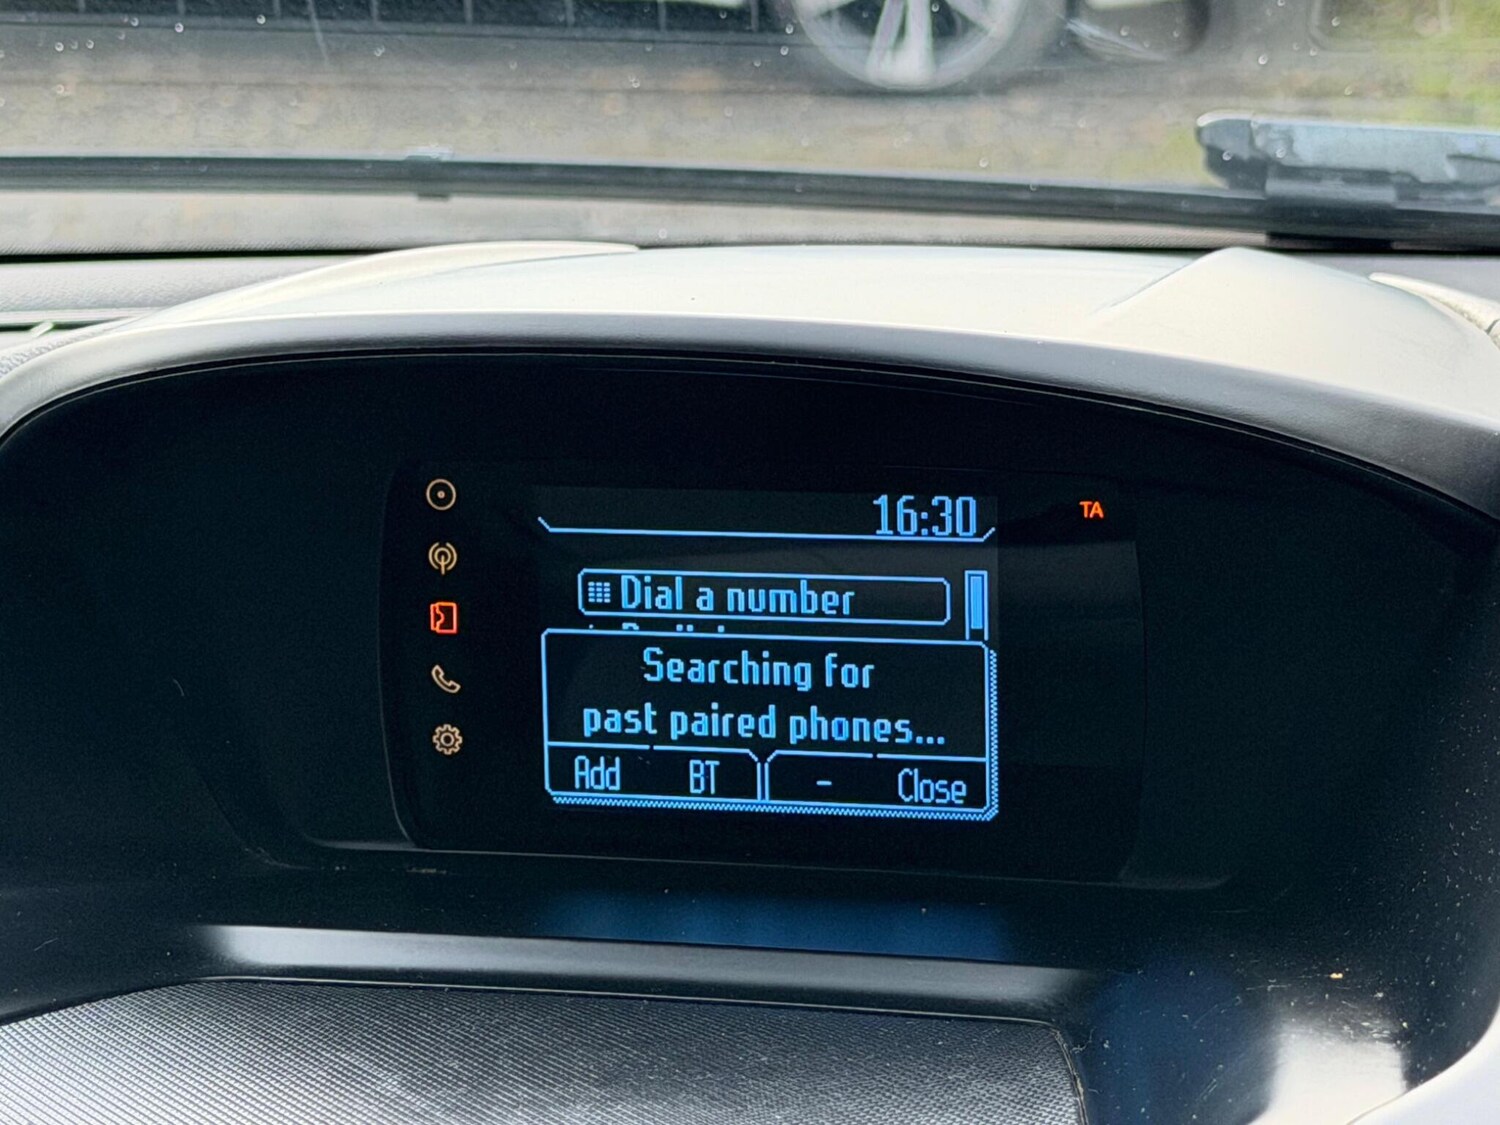 16:30
TA
Dial a number
Searching for
past paired phones...
Add BT - Close